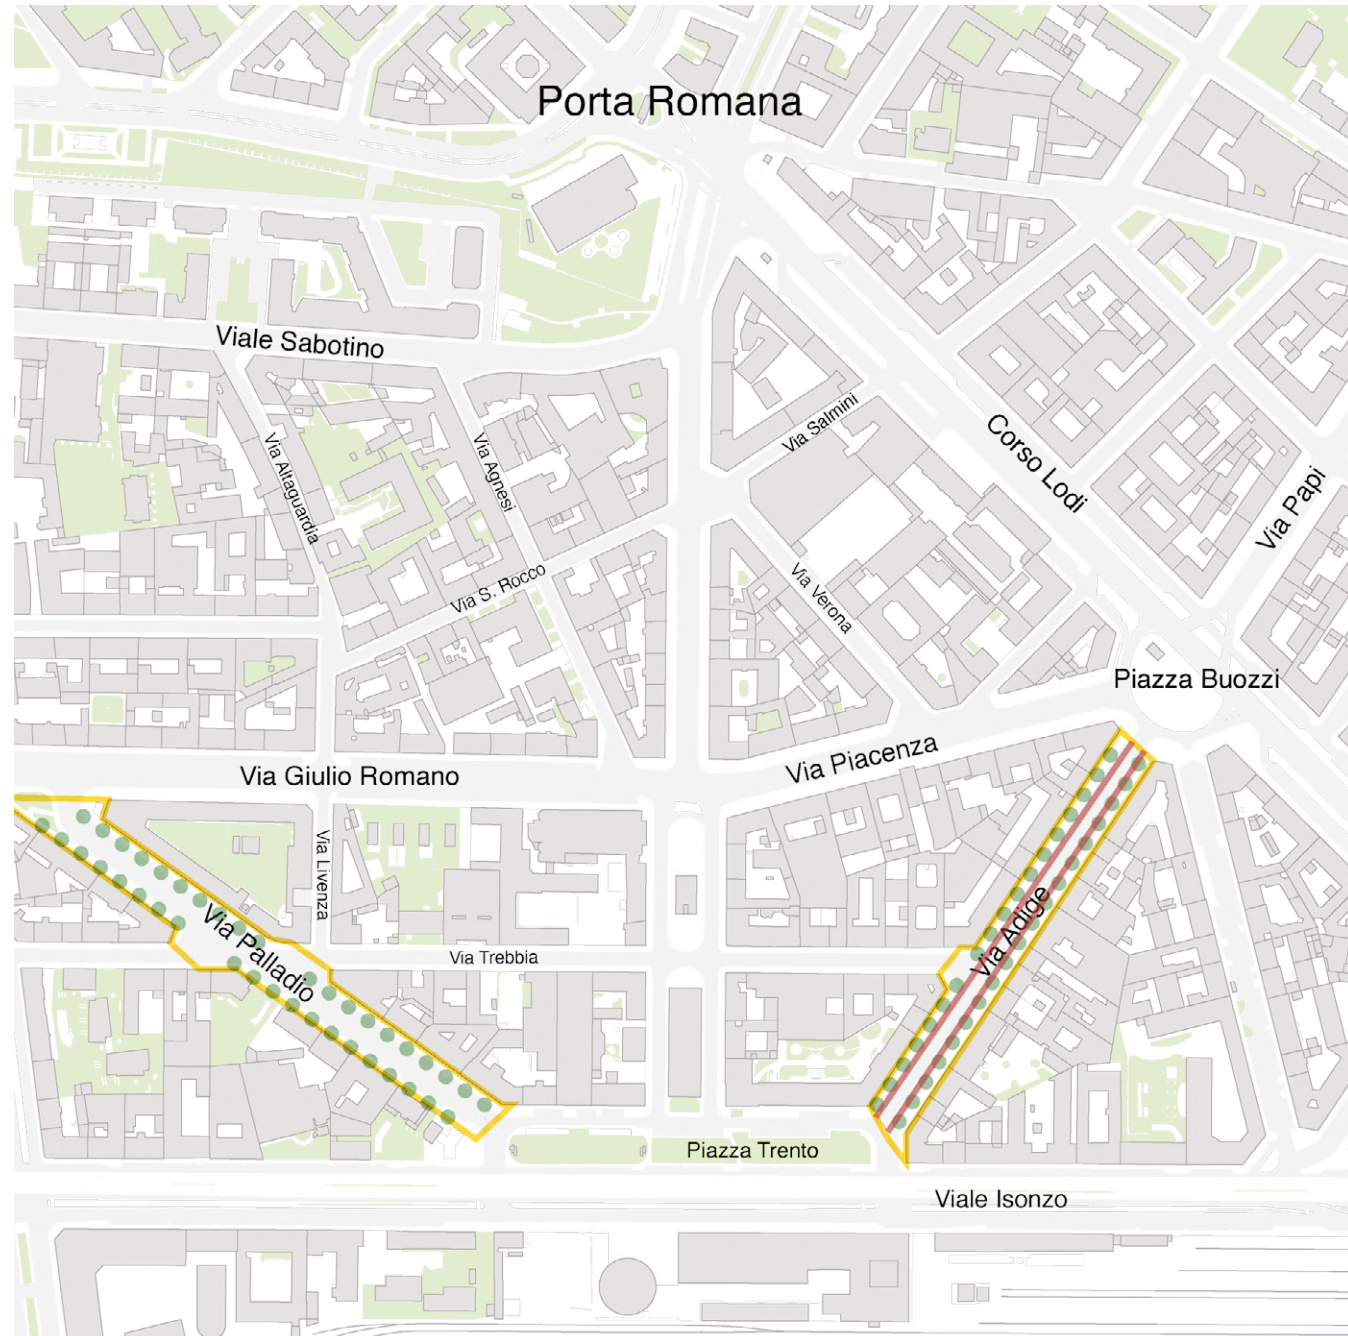 Porta Romana
Viale Sabotino
Via Salmini
Corso Lodi
Via Altaguardia
Via Agnesi
Via Papi
Via S. Rocco
Via Verona
Piazza Buozzi
Via Giulio Romano
Via Piacenza
Via Livenza
Via Adige
Via Palladio
Via Trebbia
Piazza Trento
Viale Isonzo